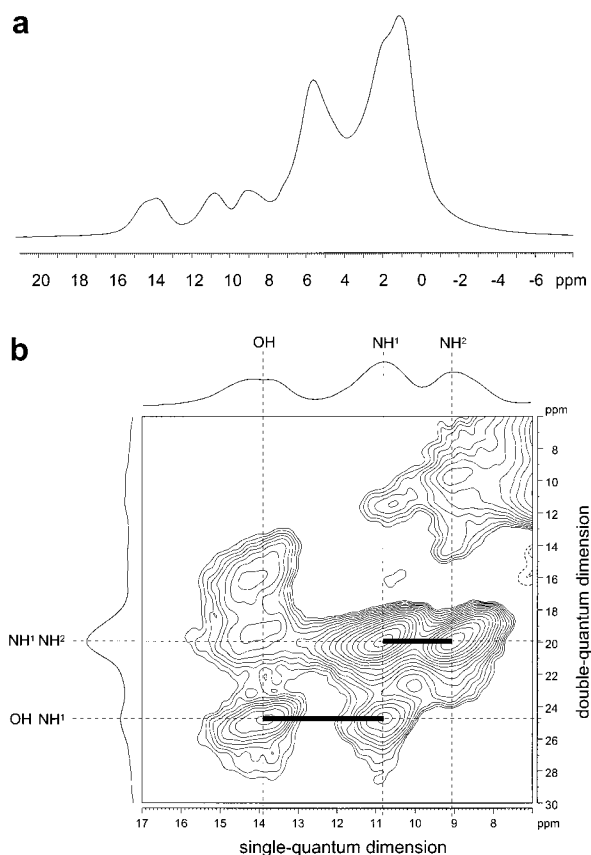 a
20 18 16 14 12 10 8 6 4 2 0 -2 -4 -6 ppm
b
OH NH¹ NH²
ppm
8
10
12
14
16
18
NH¹ NH² 20
22
24
OH NH¹
26
28
30
double-quantum dimension
17 16 15 14 13 12 11 10 9 8 ppm
single-quantum dimension